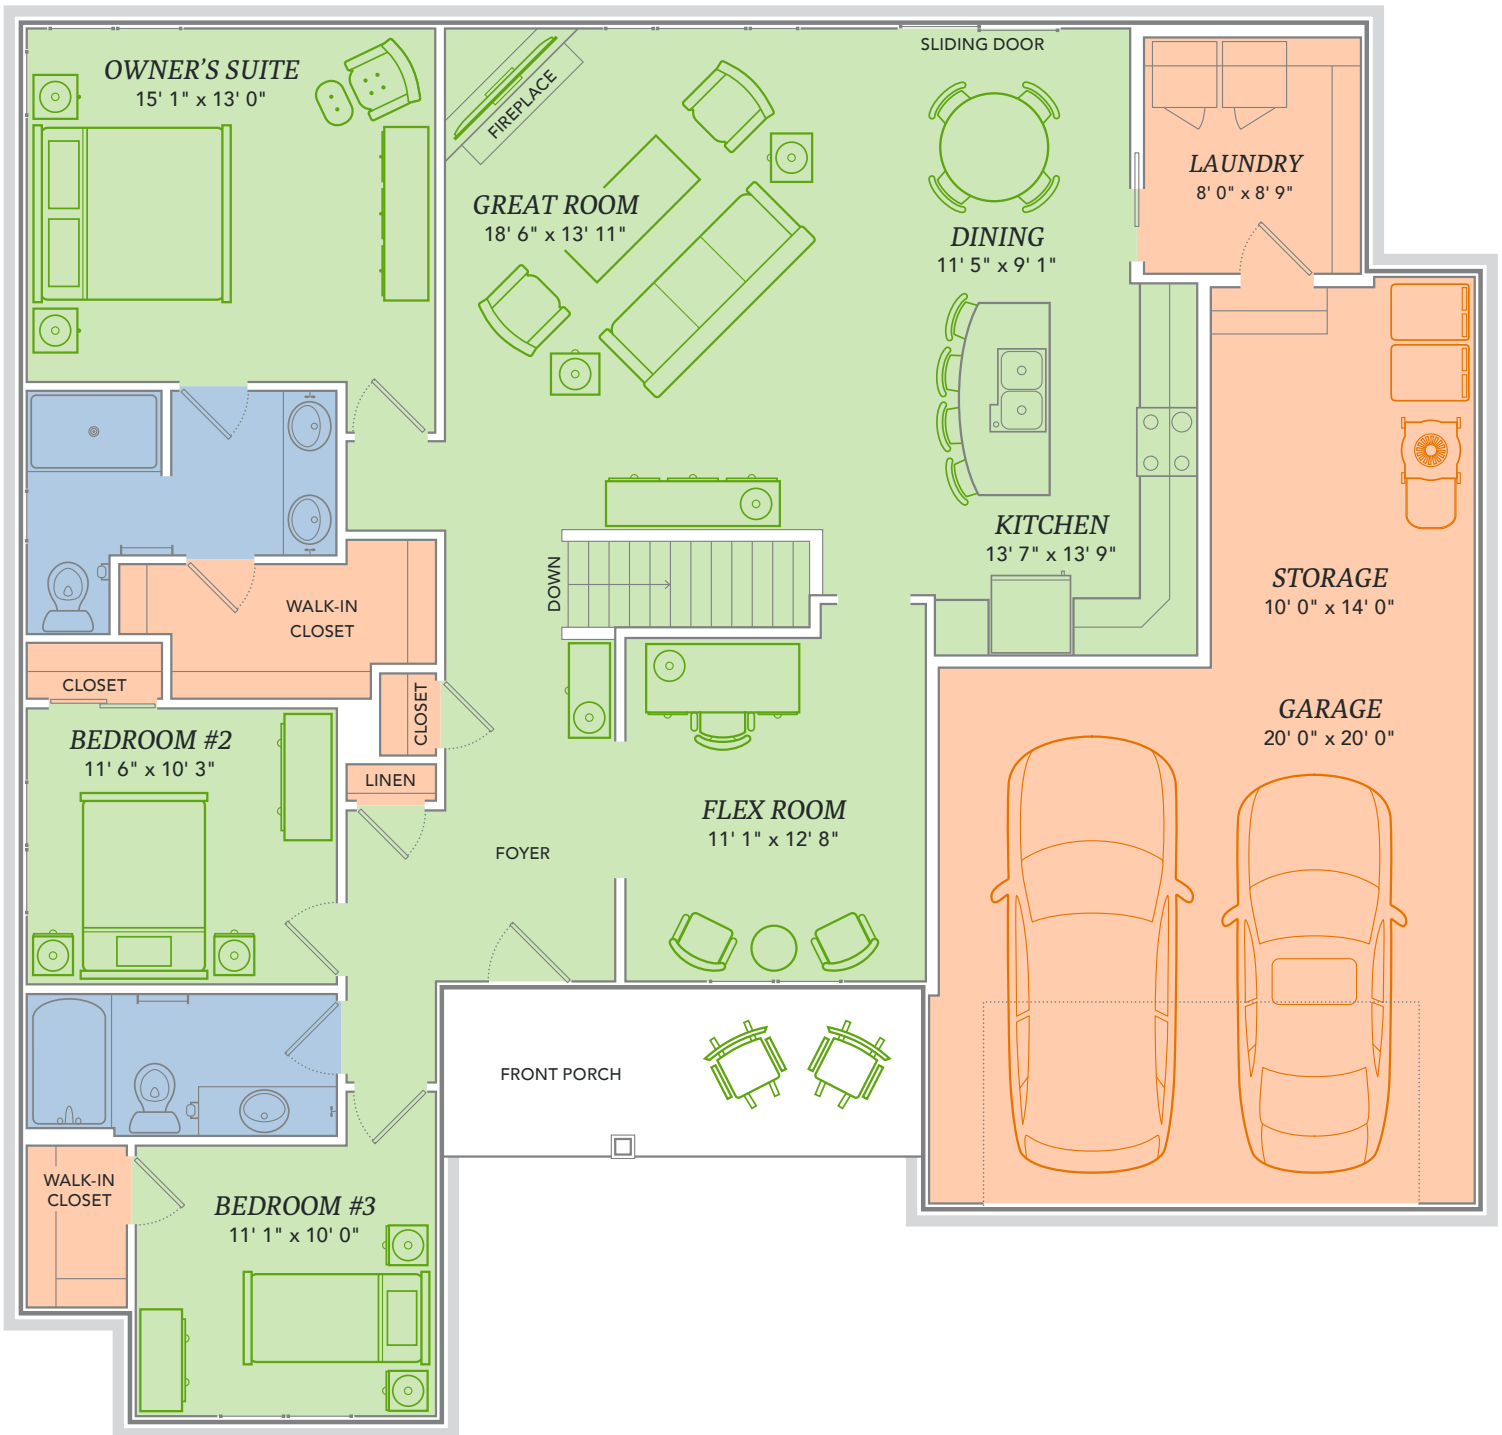 OWNER'S SUITE
15' 1" x 13' 0"
FIREPLACE
GREAT ROOM
18' 6" x 13' 11"
SLIDING DOOR
DINING
11' 5" x 9' 1"
LAUNDRY
8' 0" x 8' 9"
KITCHEN
13' 7" x 13' 9"
STORAGE
10' 0" x 14' 0"
DOWN
WALK-IN
CLOSET
CLOSET
CLOSET
LINEN
BEDROOM #2
11' 6" x 10' 3"
GARAGE
20' 0" x 20' 0"
FLEX ROOM
11' 1" x 12' 8"
FOYER
FRONT PORCH
WALK-IN
CLOSET
BEDROOM #3
11' 1" x 10' 0"